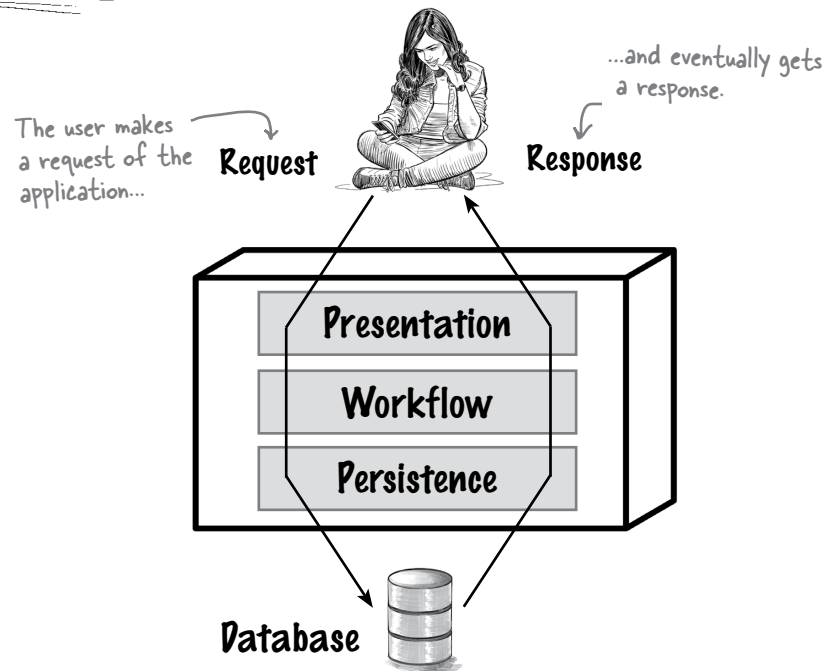 The user makes
a request of the
application...
Request
...and eventually gets
a response.
Response
Presentation
Workflow
Persistence
Database